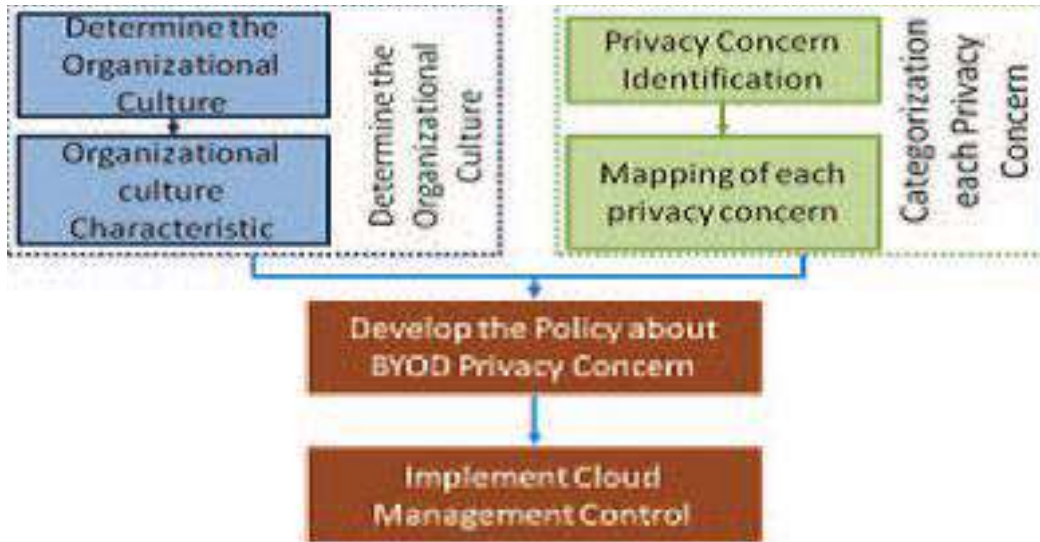 Determine the
Organizational
Culture
Organizational
culture
Characteristic
Determine the
Organizational
Culture
Privacy Concern
Identification
Mapping of each
privacy concern
Categorization
each Privacy
Concern
Develop the Policy about
BYOD Privacy Concern
Implement Cloud
Management Control